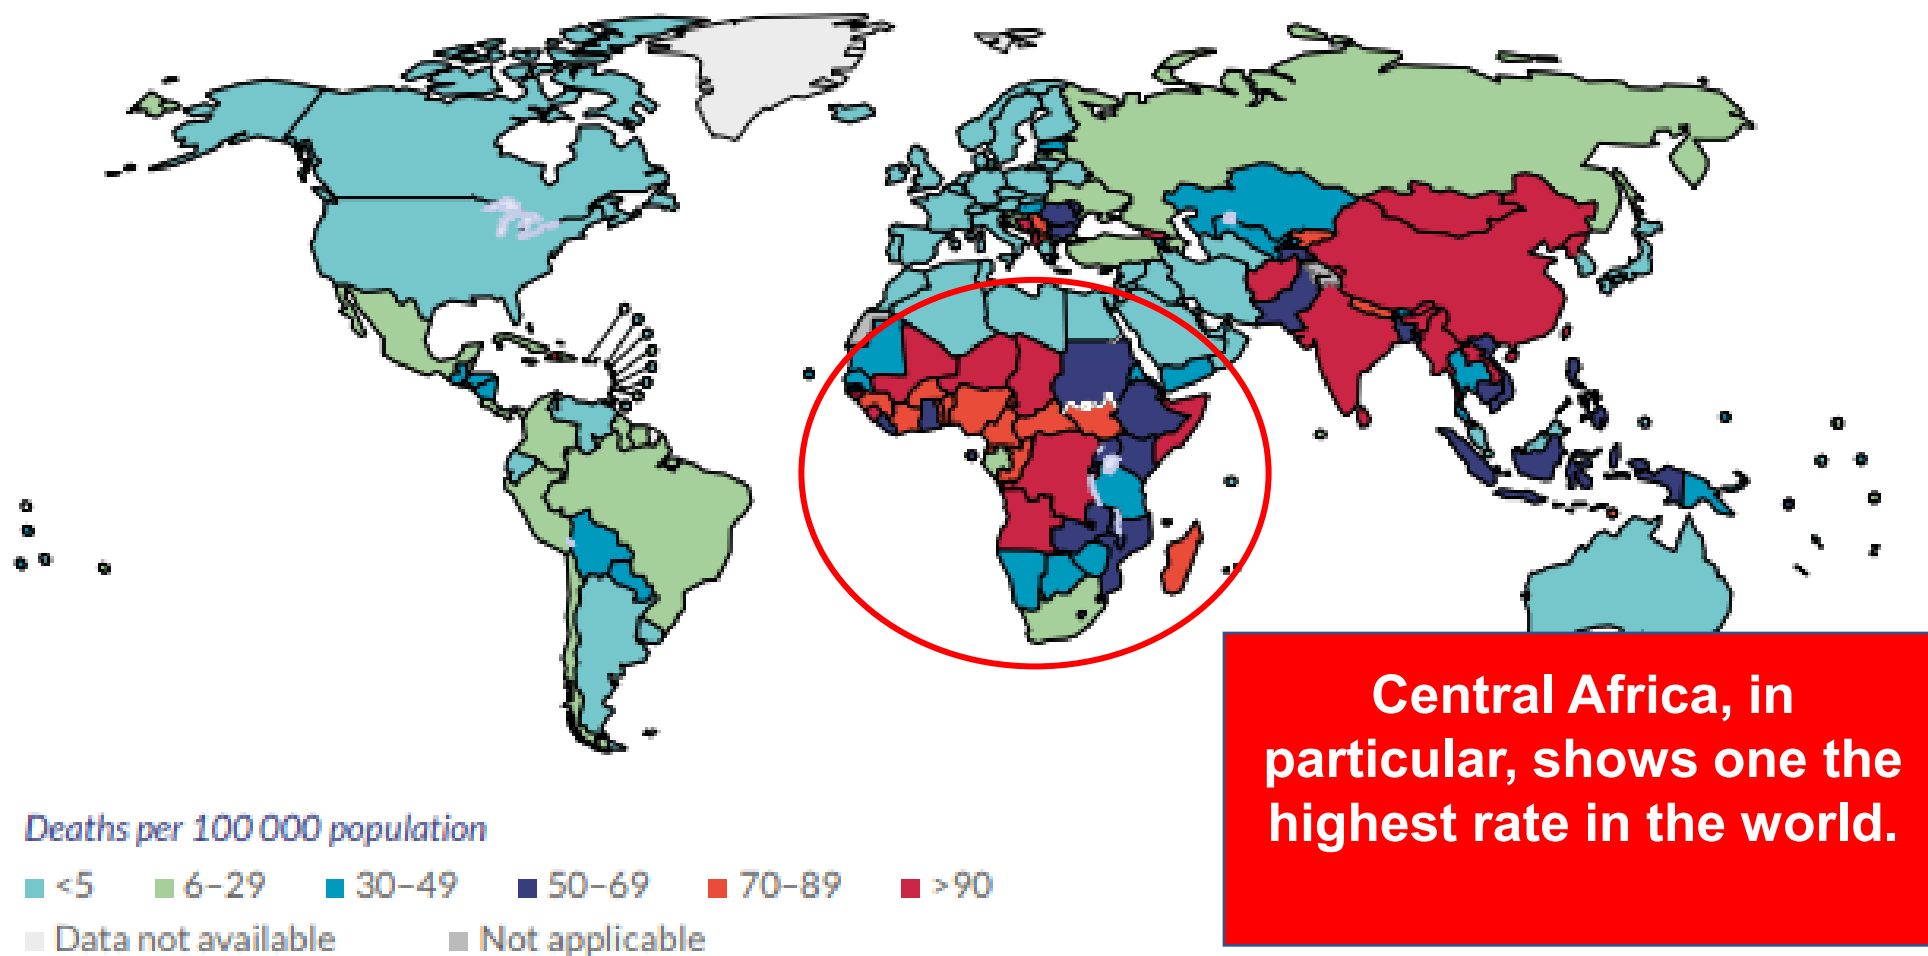 Central Africa, in
particular, shows one the
highest rate in the world.
Deaths per 100 000 population
<5 6–29 30–49 50–69 70–89 >90
Data not available Not applicable